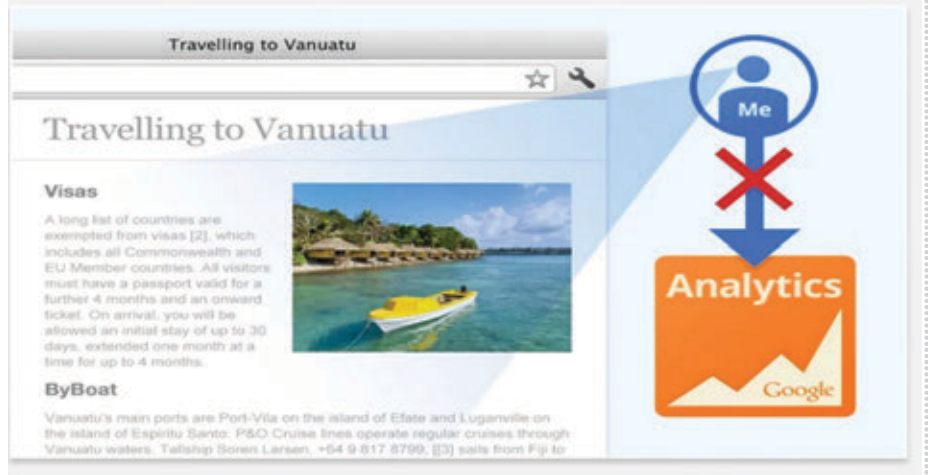 Travelling to Vanuatu
Travelling to Vanuatu
Visas
A long list of countries are
exempted from visas [2], which
includes all Commonwealth and
EU Member countries. All visitors
must have a passport valid for a
further 4 months and an onward
ticket. On arrival, you will be
allowed an initial stay of up to 30
days, extended one month at a
time for up to 4 months.
ByBoat
Vanuatu's main ports are Port-Vila on the island of Efate and Luganville on
the island of Espiritu Santo. P&O Cruise lines operate regular cruises through
Vanuatu waters. Tallship Soren Larsen, +64 9 817 8799, [[3] sails from Fiji to
Me
Analytics
Google